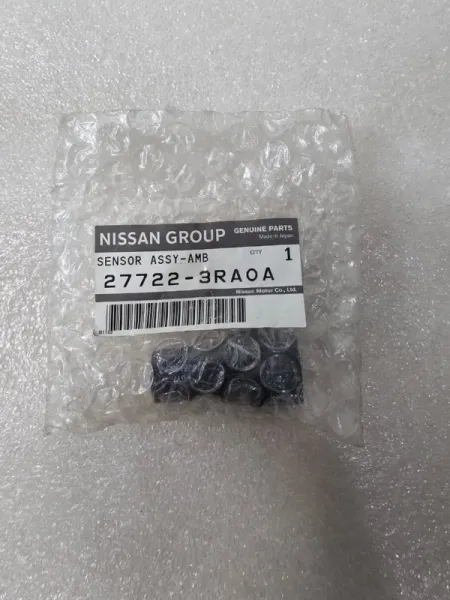 NISSAN GROUP GENUINE PARTS
Made in Japan
SENSOR ASSY-AMB QTY 1
27722-3RA0A
Nissan Motor Co., Ltd.